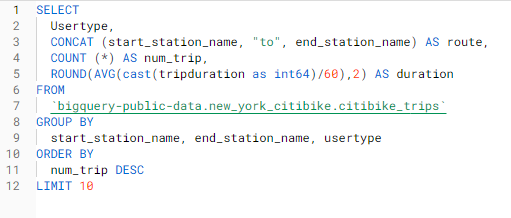 1 SELECT
2 Usertype,
3 CONCAT (start_station_name, "to", end_station_name) AS route,
4 COUNT (*) AS num_trip,
5 ROUND(AVG(cast(tripduration as int64)/60),2) AS duration
6 FROM
7 `bigquery-public-data.new_york_citibike.citibike_trips`
8 GROUP BY
9 start_station_name, end_station_name, usertype
10 ORDER BY
11 num_trip DESC
12 LIMIT 10